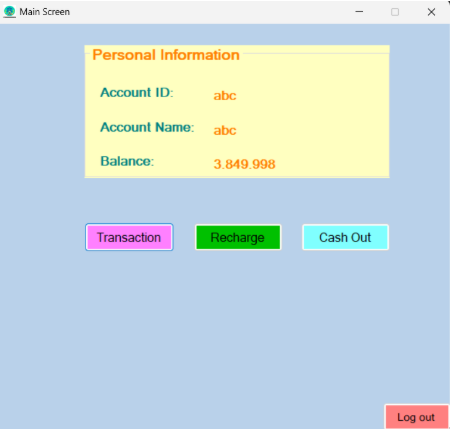 Main Screen
Personal Information
Account ID: abc
Account Name: abc
Balance: 3.849.998
Transaction Recharge Cash Out
Log out